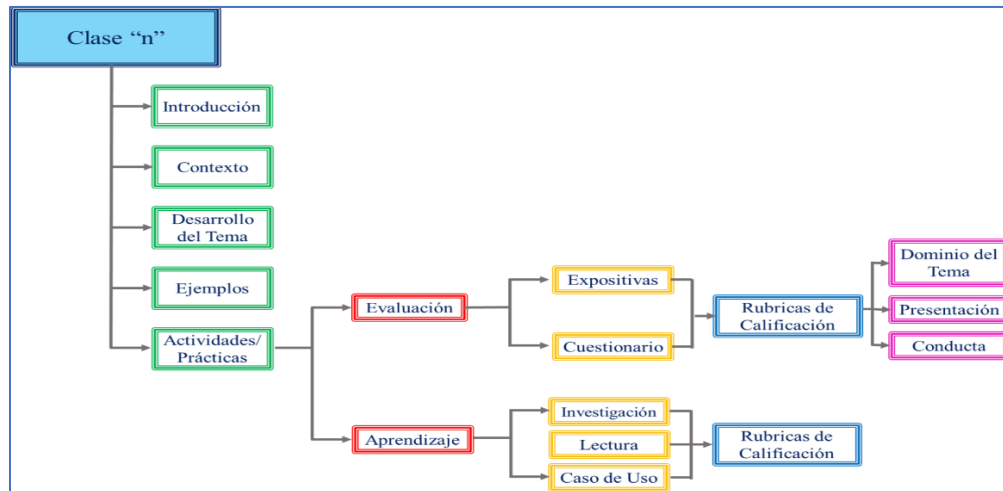 Clase “n”
Introducción
Contexto
Desarrollo
del Tema
Ejemplos
Actividades/
Prácticas
Evaluación
Aprendizaje
Expositivas
Cuestionario
Investigación
Lectura
Caso de Uso
Rubricas de
Calificación
Rubricas de
Calificación
Dominio del
Tema
Presentación
Conducta